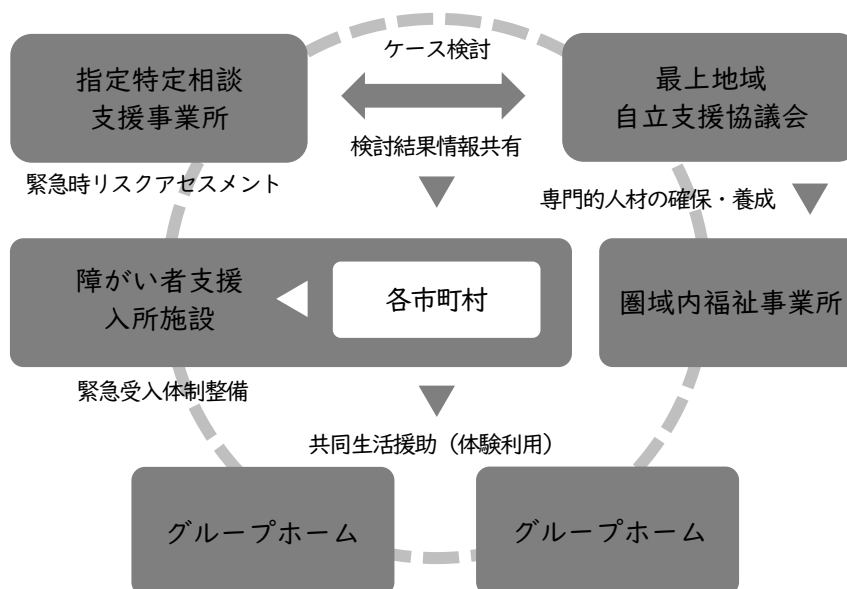 ケース検討
指定特定相談
支援事業所
最上地域
自立支援協議会
検討結果情報共有
緊急時リスクアセスメント
専門的人材の確保・養成
障がい者支援
入所施設
各市町村
圏域内福祉事業所
緊急受入体制整備
共同生活援助（体験利用）
グループホーム
グループホーム